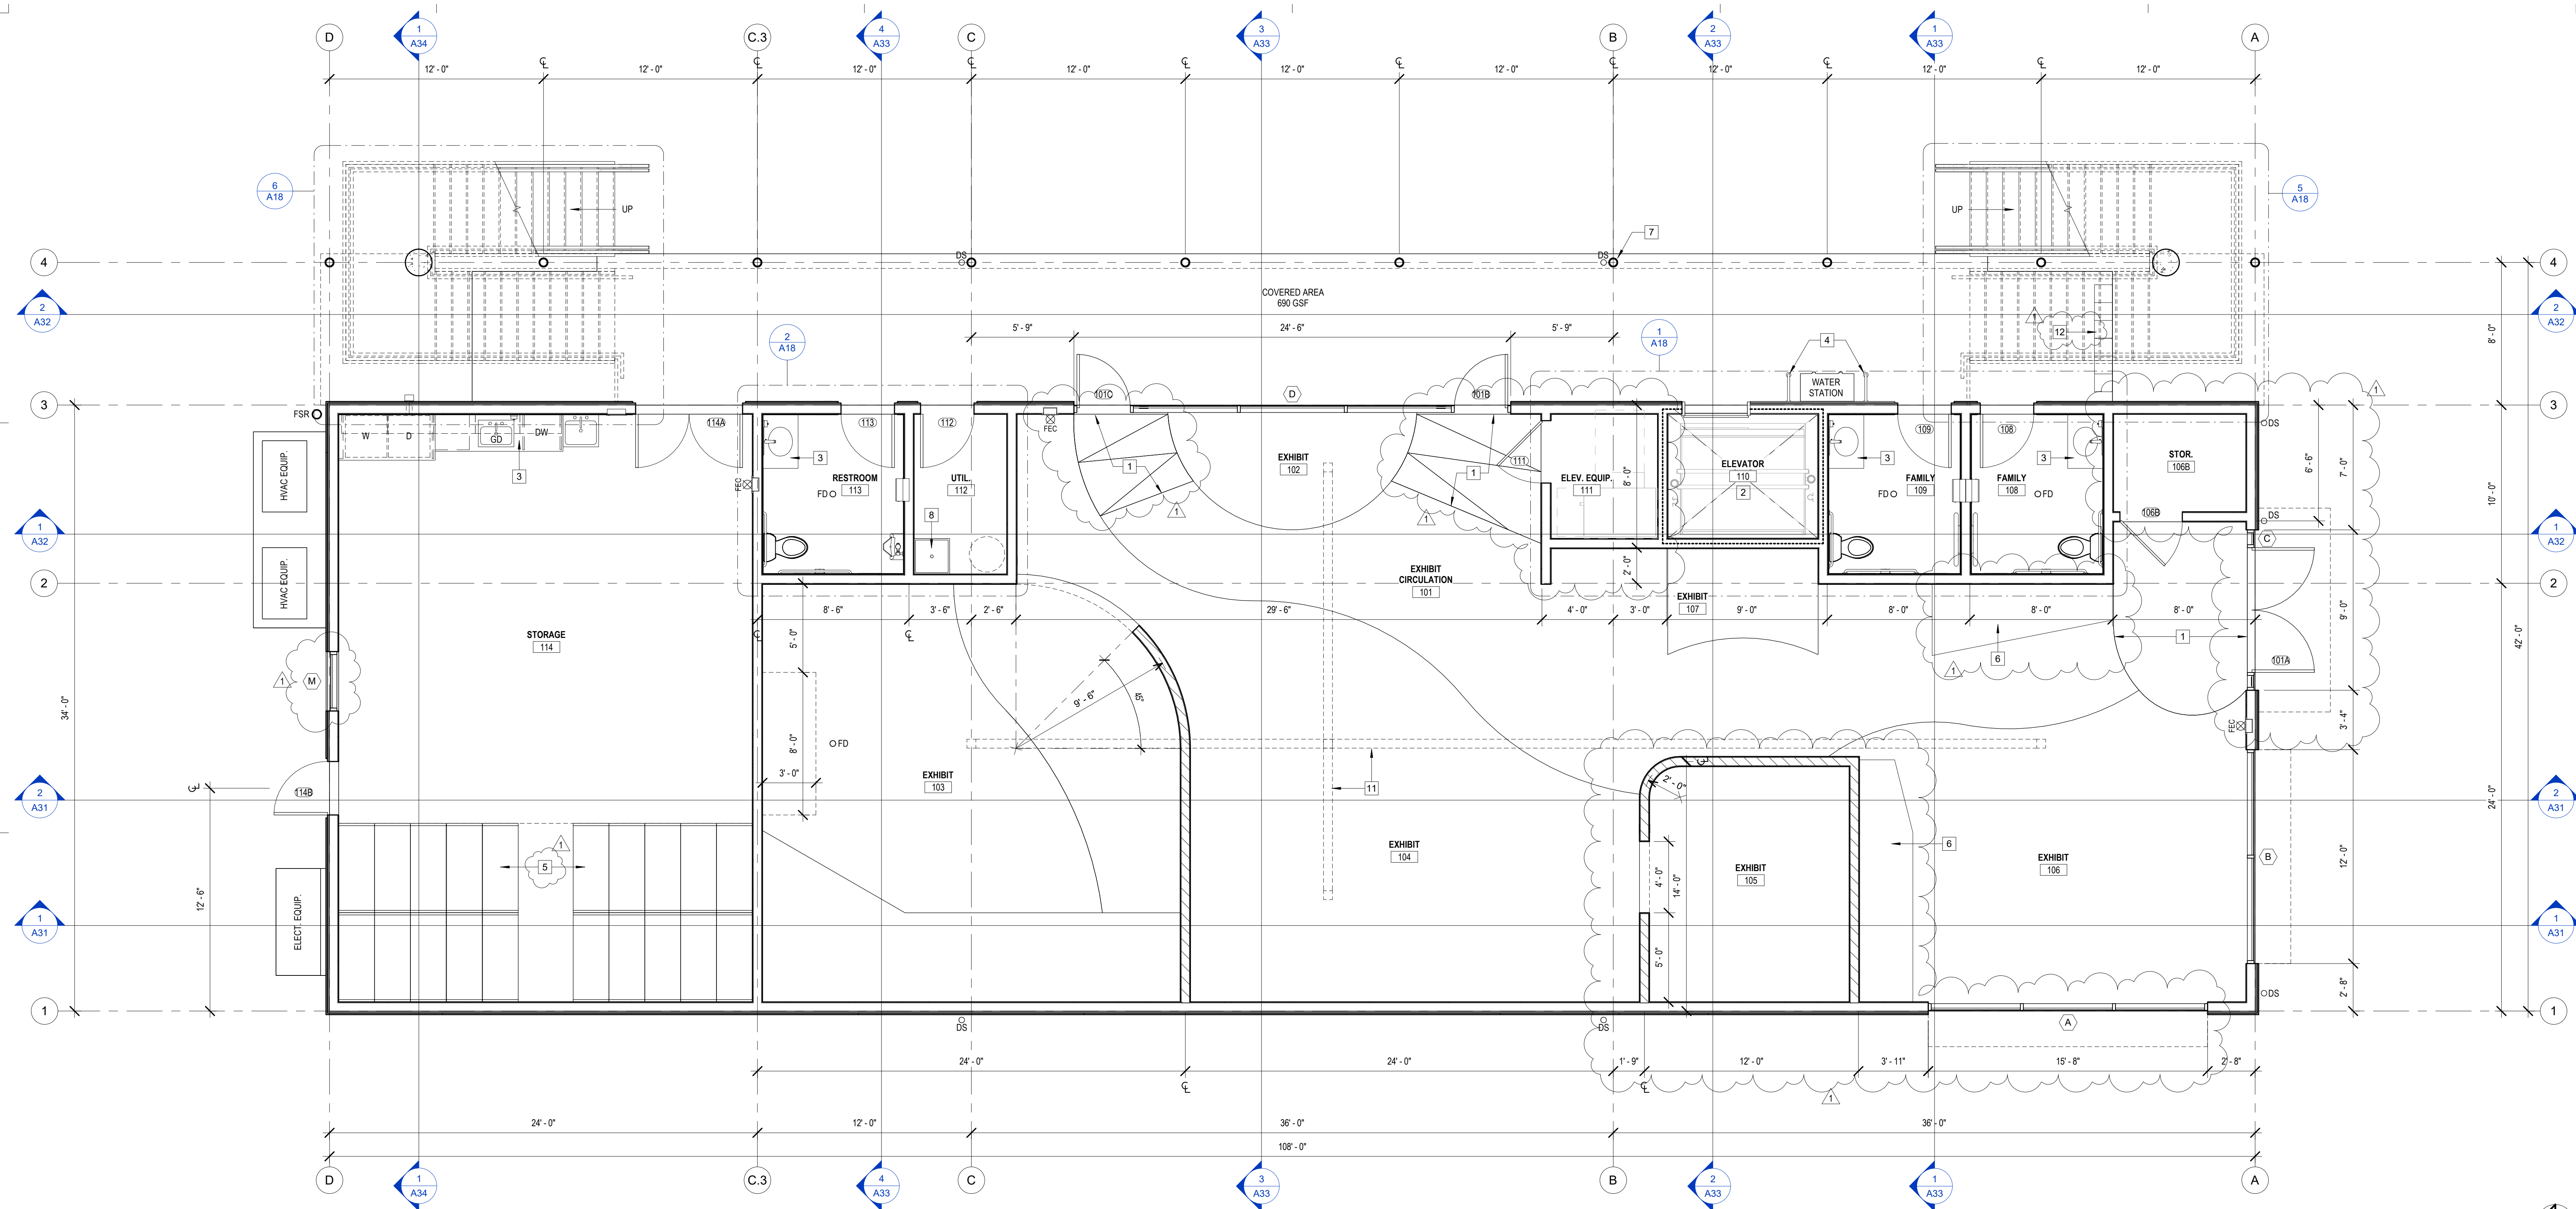 D
1
A34
C.3
4
A33
C
3
A33
B
2
A33
1
A33
A
12' - 0"
12' - 0"
12' - 0"
12' - 0"
12' - 0"
12' - 0"
12' - 0"
12' - 0"
12' - 0"
6
A18
UP
UP
5
A18
7
4
DS
DS
4
COVERED AREA
690 GSF
2
A32
2
A32
1
12
8' - 0"
5' - 9"
24' - 6"
5' - 9"
2
A18
1
A18
4
WATER
STATION
3
FSR
101C
D
101B
1
3
W
D
GD
DW
3
114A
113
112
FEC
109
108
DS
HVAC EQUIP.
FEC
3
RESTROOM
113
FD
UTIL.
112
8
1
1
EXHIBIT
102
1
1
111
ELEV. EQUIP.
111
8' - 0"
ELEVATOR
110
2
3
FAMILY
109
FD
FAMILY
108
3
FD
STOR.
106B
106B
DS
6' - 6"
7' - 0"
10' - 0"
1
A32
C
1
A32
HVAC EQUIP.
2
EXHIBIT
CIRCULATION
101
2' - 0"
EXHIBIT
107
2
8' - 6"
3' - 6"
2' - 6"
29' - 6"
4' - 0"
3' - 0"
9' - 0"
8' - 0"
8' - 0"
8' - 0"
9' - 0"
STORAGE
114
5' - 0"
1
6
1
101A
42' - 0"
1
M
34' - 0"
9' - 6"
45°
FEC
3' - 4"
8' - 0"
FD
3' - 0"
EXHIBIT
103
11
2' - 0"
2
A31
114B
2
A31
24' - 0"
1
5
EXHIBIT
104
6
EXHIBIT
105
EXHIBIT
106
B
12' - 0"
4' - 0"
14' - 0"
12' - 6"
ELECT. EQUIP.
1
A31
1
A31
5' - 0"
2' - 8"
DS
1
DS
DS
A
1
24' - 0"
24' - 0"
1' - 9"
12' - 0"
3' - 11"
15' - 8"
2' - 8"
1
24' - 0"
12' - 0"
36' - 0"
36' - 0"
108' - 0"
D
1
A34
C.3
4
A33
C
3
A33
B
2
A33
1
A33
A